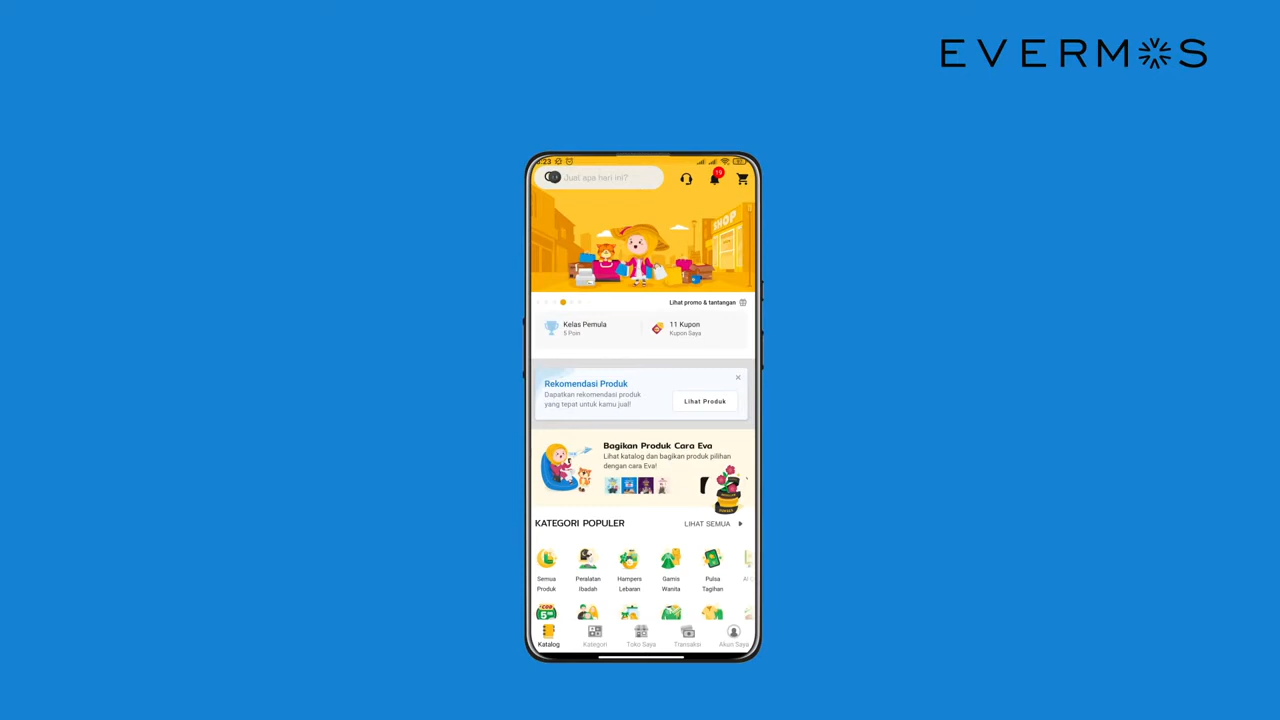 EVERMOS
Jual apa hari ini?
19
SHOP
Lihat promo & tantangan
Kelas Pemula
5 Poin
11 Kupon
Kupon Saya
Rekomendasi Produk
Dapatkan rekomendasi produk
yang tepat untuk kamu jual!
Lihat Produk
Bagikan Produk Cara Eva
Lihat katalog dan bagikan produk pilihan
dengan cara Eva!
KATEGORI POPULER
LIHAT SEMUA
Semua
Produk
Peralatan
Ibadah
Hampers
Lebaran
Gamis
Wanita
Pulsa
Tagihan
COD
Katalog
Kategori
Toko Saya
Transaksi
Akun Saya